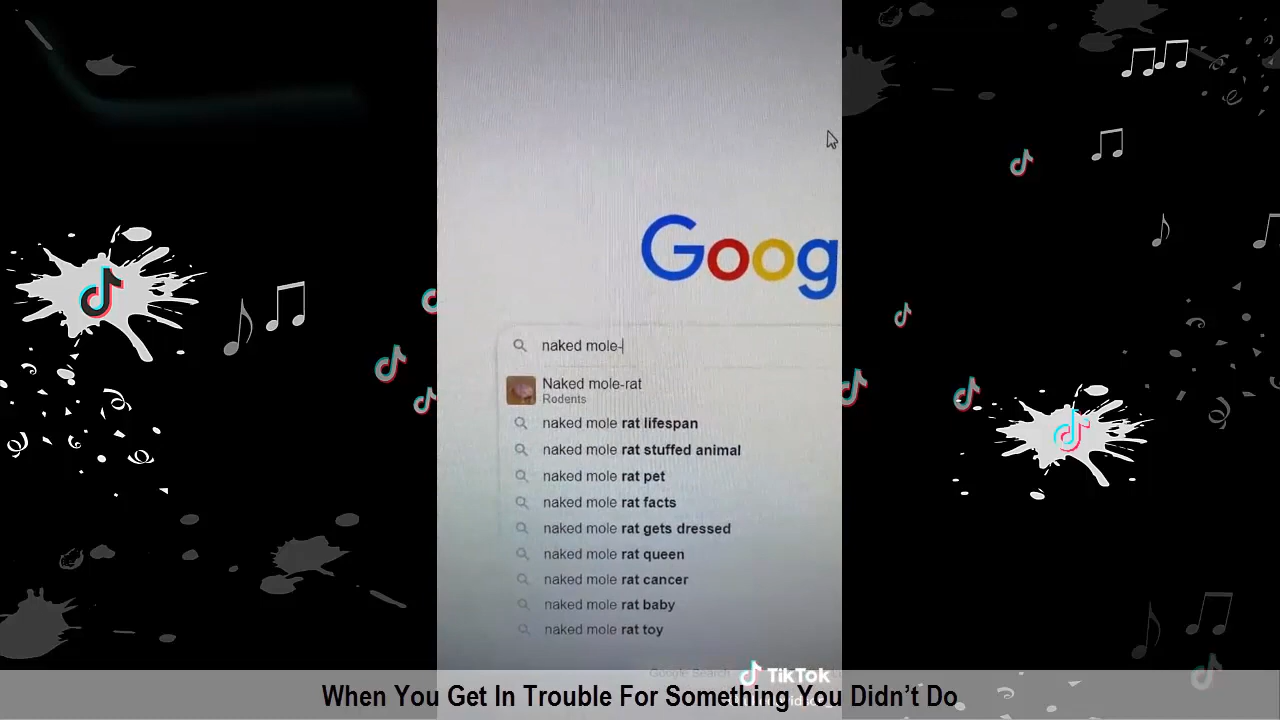 Goog
naked mole-
Naked mole-rat
Rodents
naked mole rat lifespan
naked mole rat stuffed animal
naked mole rat pet
naked mole rat facts
naked mole rat gets dressed
naked mole rat queen
naked mole rat cancer
naked mole rat baby
naked mole rat toy
Google Search
TikTok
When You Get In Trouble For Something You Didn't Do